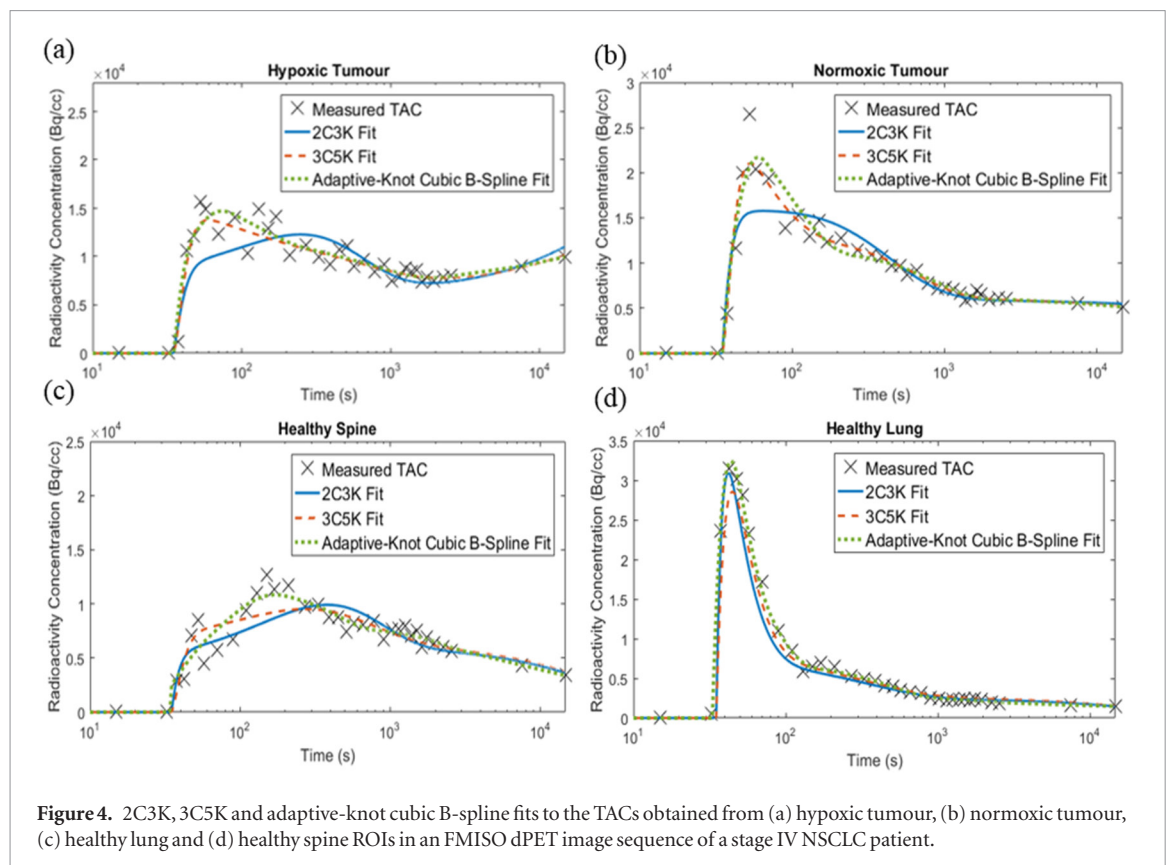 (a)
Hypoxic Tumour
×10⁴
2.5
2
1.5
1
0.5
0
Radioactivity Concentration (Bq/cc)
× Measured TAC
2C3K Fit
3C5K Fit
Adaptive-Knot Cubic B-Spline Fit
10¹ 10² 10³ 10⁴
Time (s)
(b)
Normoxic Tumour
×10⁴
3
2.5
2
1.5
1
0.5
0
Radioactivity Concentration (Bq/cc)
× Measured TAC
2C3K Fit
3C5K Fit
Adaptive-Knot Cubic B-Spline Fit
10¹ 10² 10³ 10⁴
Time (s)
(c)
Healthy Spine
×10⁴
2.5
2
1.5
1
0.5
0
Radioactivity Concentration (Bq/cc)
× Measured TAC
2C3K Fit
3C5K Fit
Adaptive-Knot Cubic B-Spline Fit
10¹ 10² 10³ 10⁴
Time (s)
(d)
Healthy Lung
×10⁴
3.5
3
2.5
2
1.5
1
0.5
0
Radioactivity Concentration (Bq/cc)
× Measured TAC
2C3K Fit
3C5K Fit
Adaptive-Knot Cubic B-Spline Fit
10¹ 10² 10³ 10⁴
Time (s)
Figure 4. 2C3K, 3C5K and adaptive-knot cubic B-spline fits to the TACs obtained from (a) hypoxic tumour, (b) normoxic tumour,
(c) healthy lung and (d) healthy spine ROIs in an FMISO dPET image sequence of a stage IV NSCLC patient.